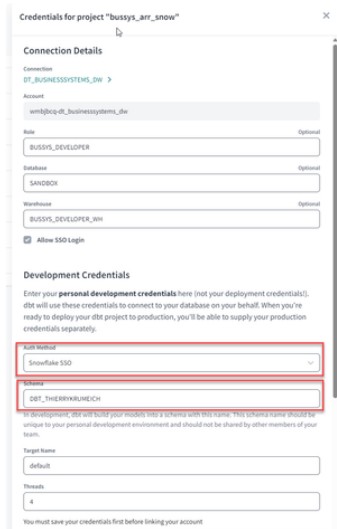 Credentials for project "bussys_arr_snow"
Connection Details
Connection
DT_BUSINESSSYSTEMS_DW
Account
wmbjbcq-dt_businesssystems_dw
Role
Optional
BUSSYS_DEVELOPER
Database
Optional
SANDBOX
Warehouse
Optional
BUSSYS_DEVELOPER_WH
Allow SSO Login
Development Credentials
Enter your personal development credentials here (not your deployment credentials!).
dbt will use these credentials to connect to your database on your behalf. When you're
ready to deploy your dbt project to production, you'll be able to supply your production
credentials separately.
Auth Method
Snowflake SSO
Schema
DBT_THIERRYKRUMEICH
In development, dbt will build your models into a schema with this name. This schema name should be
unique to your personal development environment and should not be shared by other members of your
team.
Target Name
default
Threads
4
You must save your credentials first before linking your account